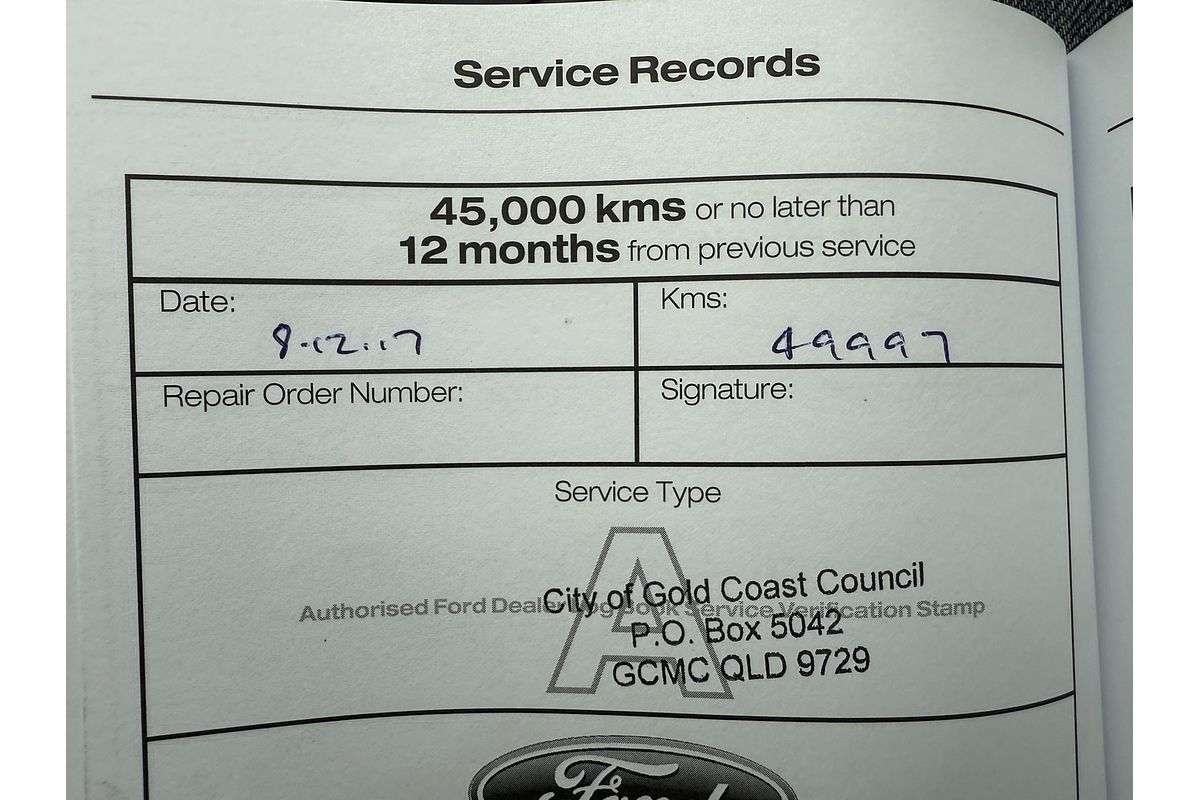 Service Records
45,000 kms or no later than
12 months from previous service
Date:
8.12.17
Kms:
49997
Repair Order Number:
Signature:
Service Type
A
Authorised Ford Dealer Log Book Service Verification Stamp
City of Gold Coast Council
P.O. Box 5042
GCMC QLD 9729
Ford